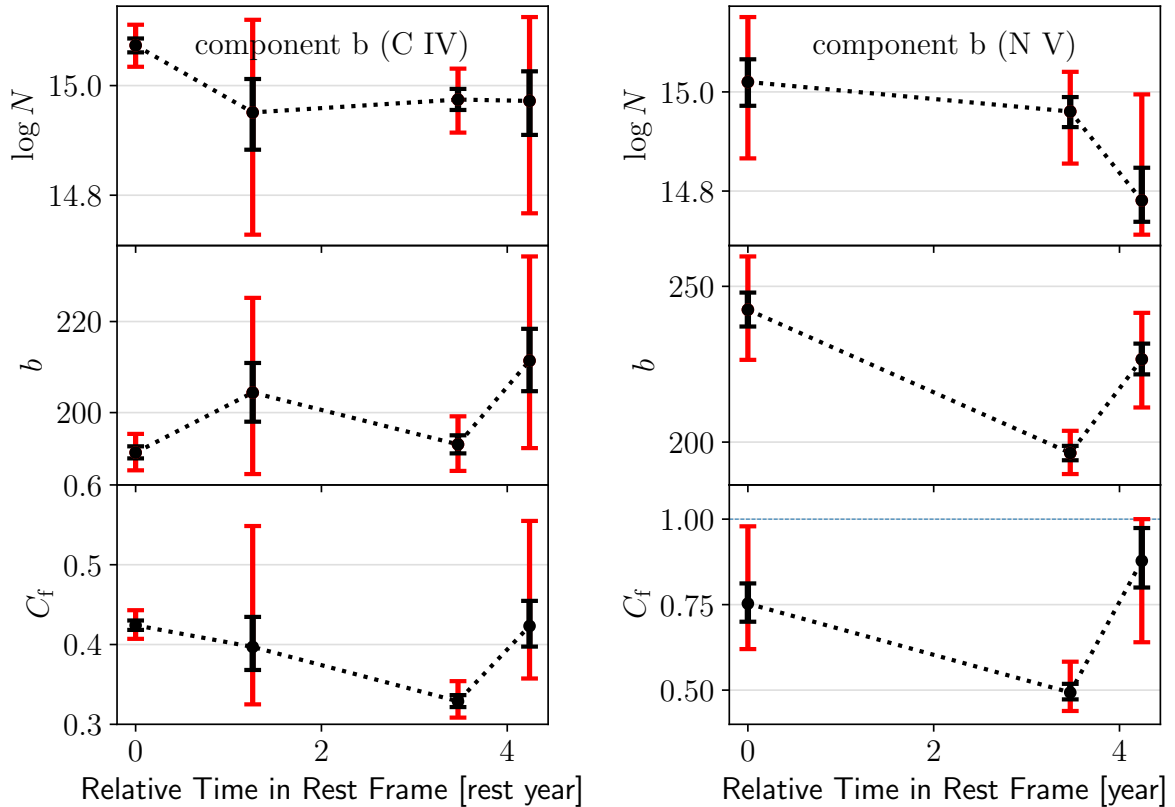 component b (C IV)
log N
15.0
14.8
b
220
200
C_f
0.6
0.5
0.4
0.3
0
2
4
Relative Time in Rest Frame [rest year]
component b (N V)
log N
15.0
14.8
b
250
200
C_f
1.00
0.75
0.50
0
2
4
Relative Time in Rest Frame [year]